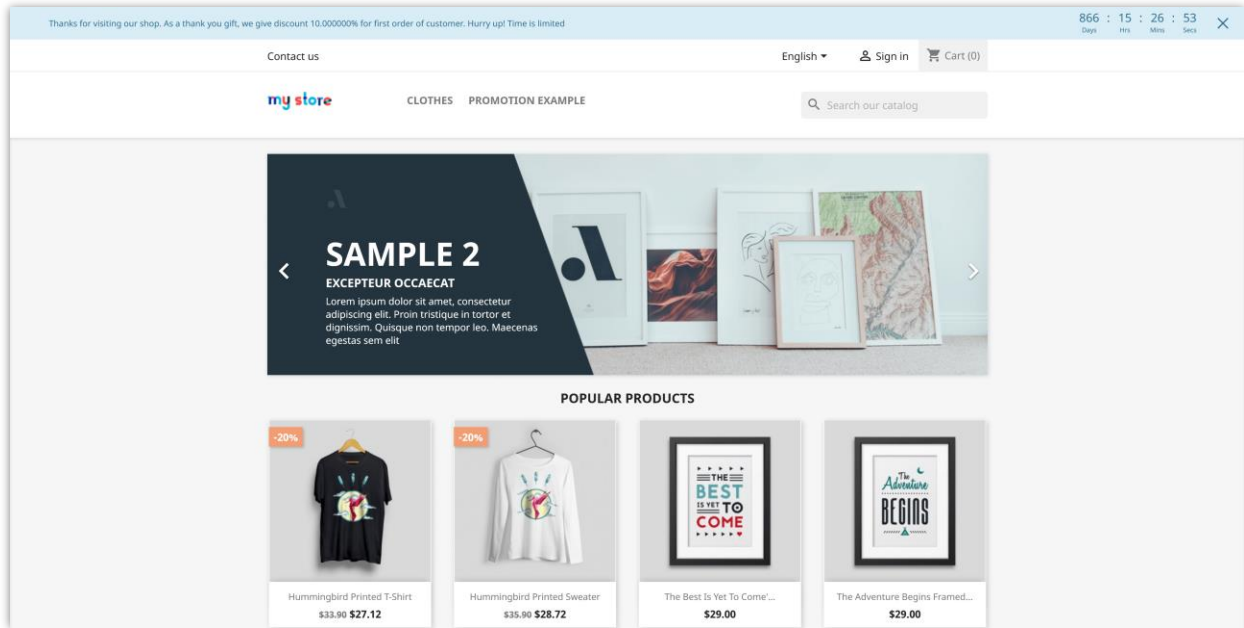 Thanks for visiting our shop. As a thank you gift, we give discount 10.000000% for first order of customer. Hurry up! Time is limited
866 : 15 : 26 : 53
Days Hrs Mins Secs
Contact us
English
Sign in
Cart (0)
my store
CLOTHES
PROMOTION EXAMPLE
Search our catalog
SAMPLE 2
EXCEPTEUR OCCAECAT
Lorem ipsum dolor sit amet, consectetur
adipiscing elit. Proin tristique in tortor et
dignissim. Quisque non tempor leo. Maecenas
egestas sem elit
POPULAR PRODUCTS
-20%
Hummingbird Printed T-Shirt
$33.90 $27.12
-20%
Hummingbird Printed Sweater
$35.90 $28.72
THE
BEST
IS YET TO
COME
The Best Is Yet To Come'...
$29.00
The
Adventure
BEGINS
The Adventure Begins Framed...
$29.00